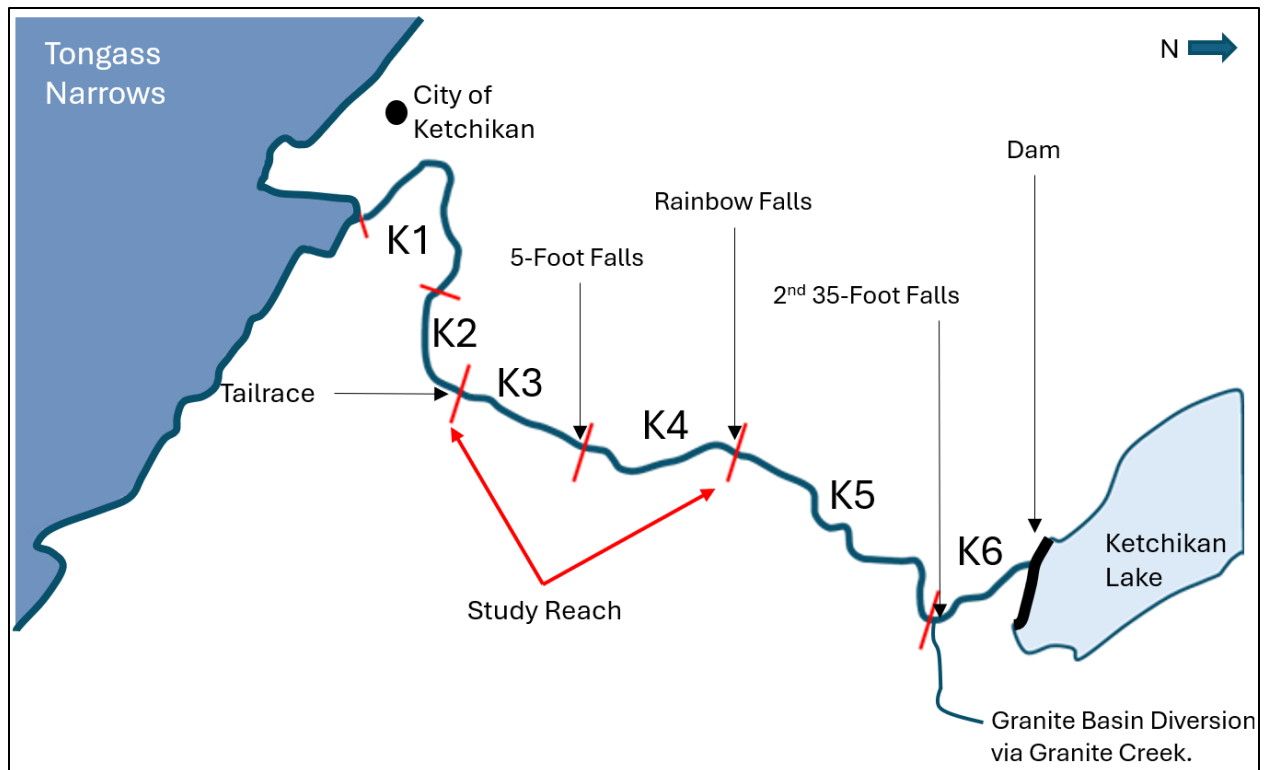 Tongass
Narrows
N
City of
Ketchikan
Dam
Rainbow Falls
K1
5-Foot Falls
2nd 35-Foot Falls
K2
Tailrace
K3
K4
K5
K6
Ketchikan
Lake
Study Reach
Granite Basin Diversion
via Granite Creek.